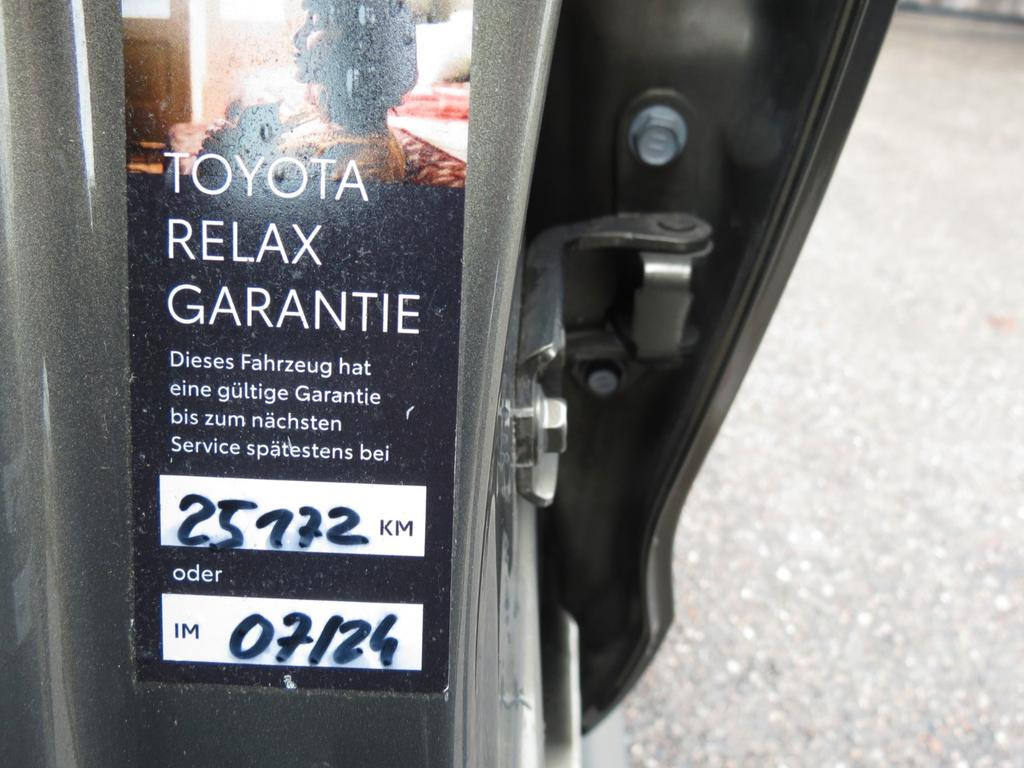 TOYOTA
RELAX
GARANTIE
Dieses Fahrzeug hat
eine gültige Garantie
bis zum nächsten
Service spätestens bei
25172 KM
oder
IM 07/24